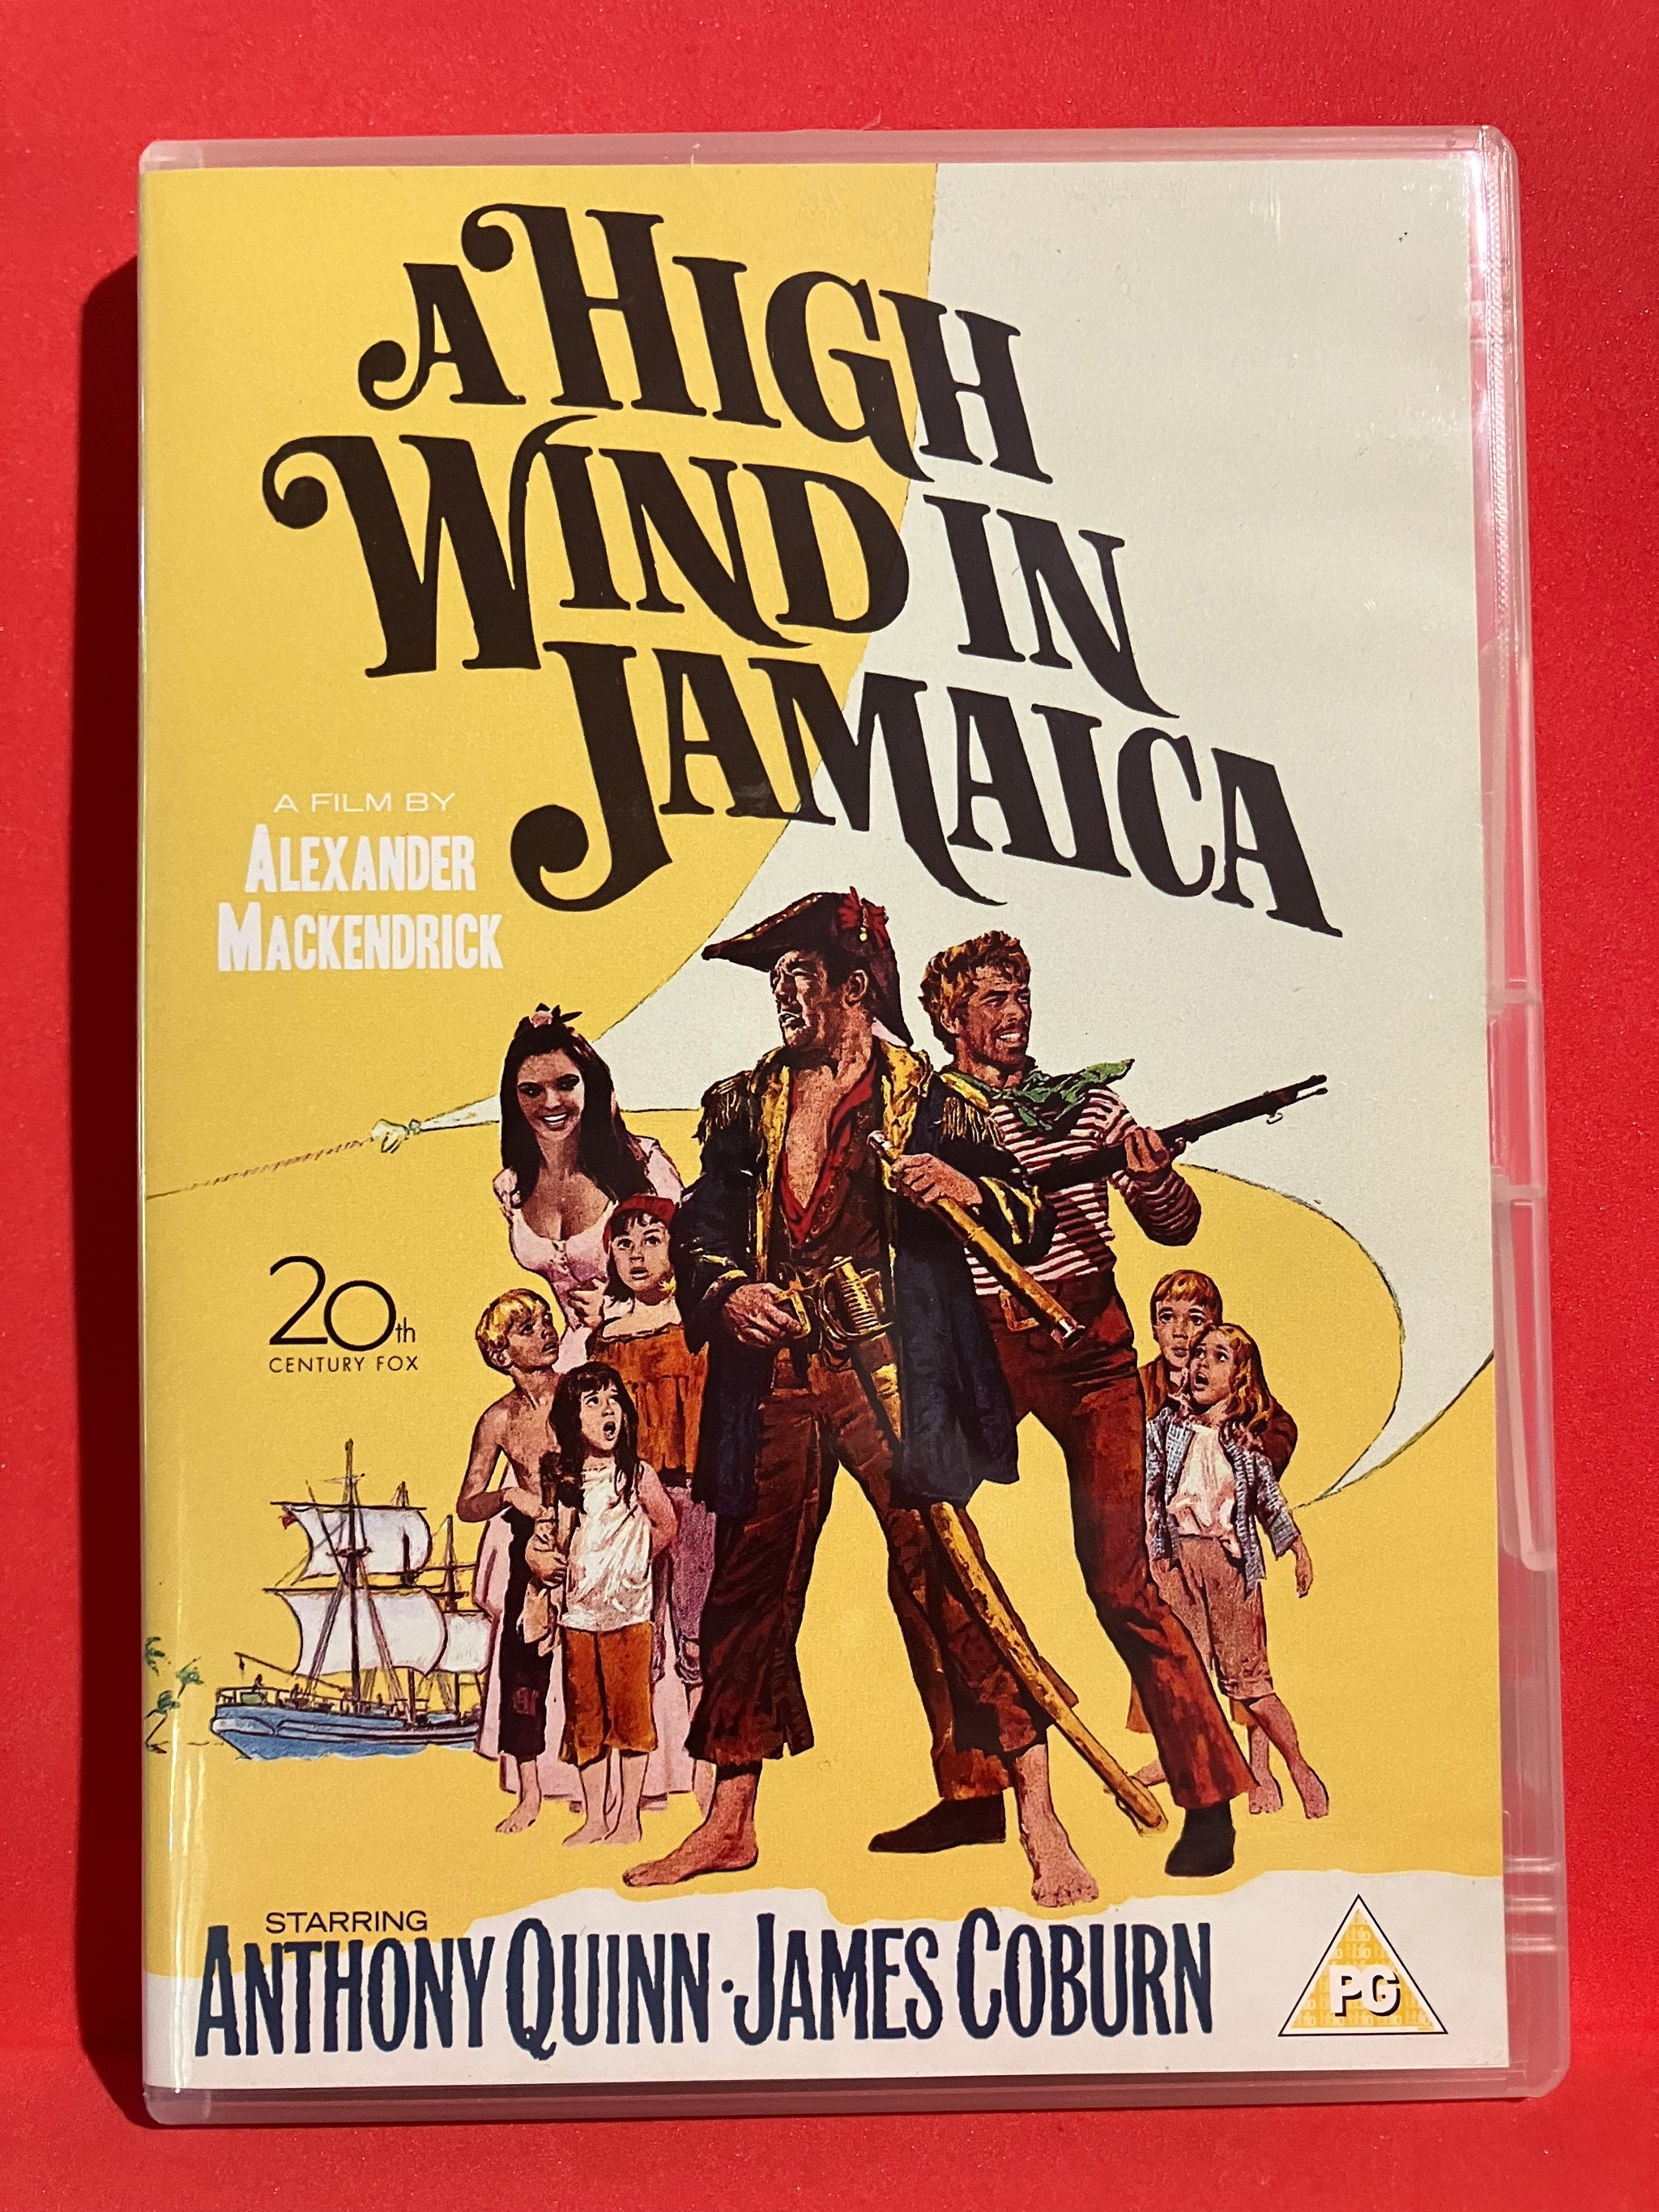 A HIGH
WIND IN
JAMAICA
A FILM BY
ALEXANDER
MACKENDRICK
20th
CENTURY FOX
STARRING
ANTHONY QUINN · JAMES COBURN
PG